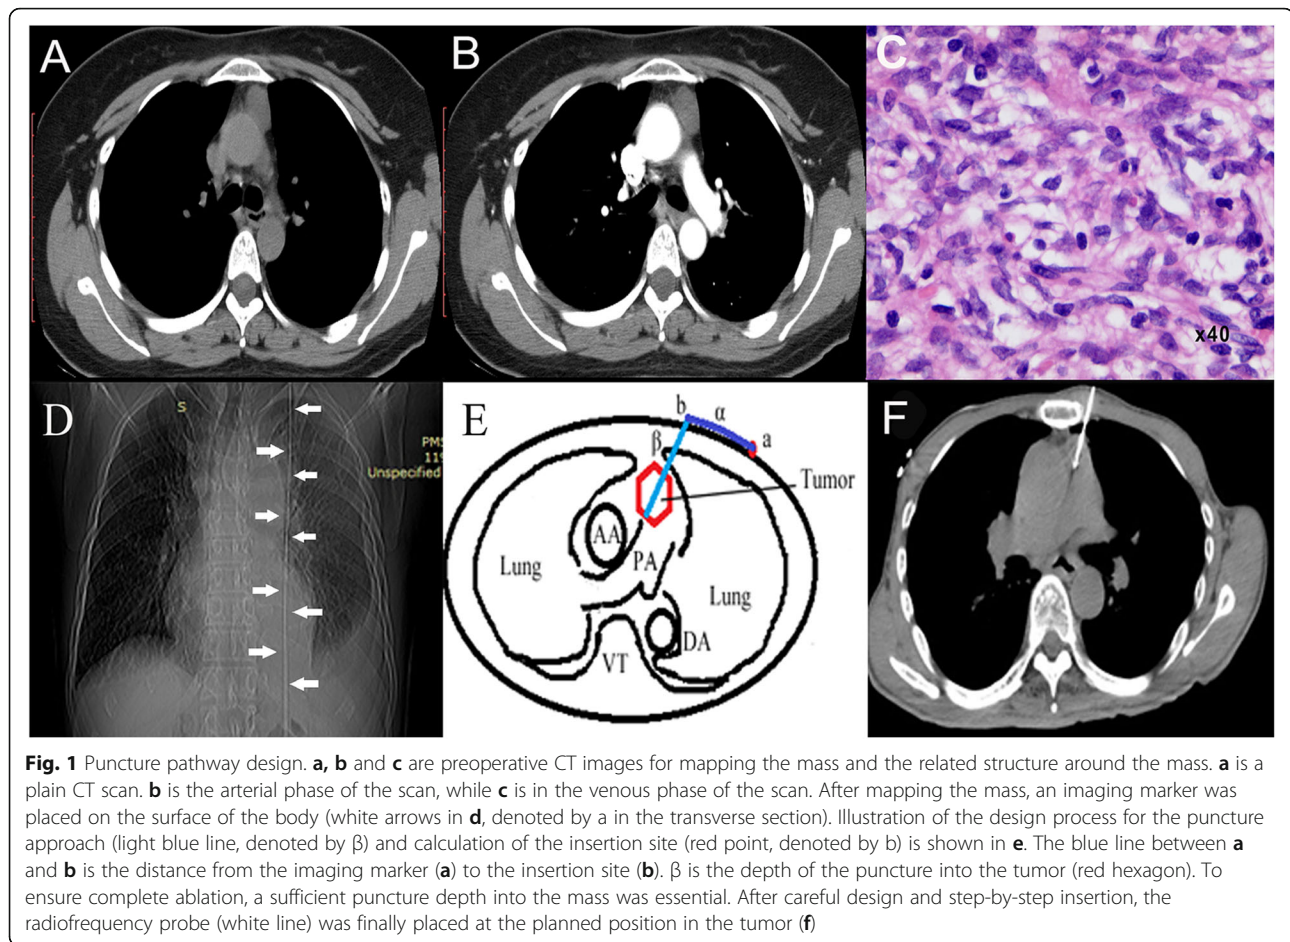 A
B
C
x40
D
S
PMS
119
Unspecified
E
b
α
a
β
Tumor
AA
PA
Lung
Lung
DA
VT
F
Fig. 1 Puncture pathway design. a, b and c are preoperative CT images for mapping the mass and the related structure around the mass. a is a
plain CT scan. b is the arterial phase of the scan, while c is in the venous phase of the scan. After mapping the mass, an imaging marker was
placed on the surface of the body (white arrows in d, denoted by a in the transverse section). Illustration of the design process for the puncture
approach (light blue line, denoted by β) and calculation of the insertion site (red point, denoted by b) is shown in e. The blue line between a
and b is the distance from the imaging marker (a) to the insertion site (b). β is the depth of the puncture into the tumor (red hexagon). To
ensure complete ablation, a sufficient puncture depth into the mass was essential. After careful design and step-by-step insertion, the
radiofrequency probe (white line) was finally placed at the planned position in the tumor (f)